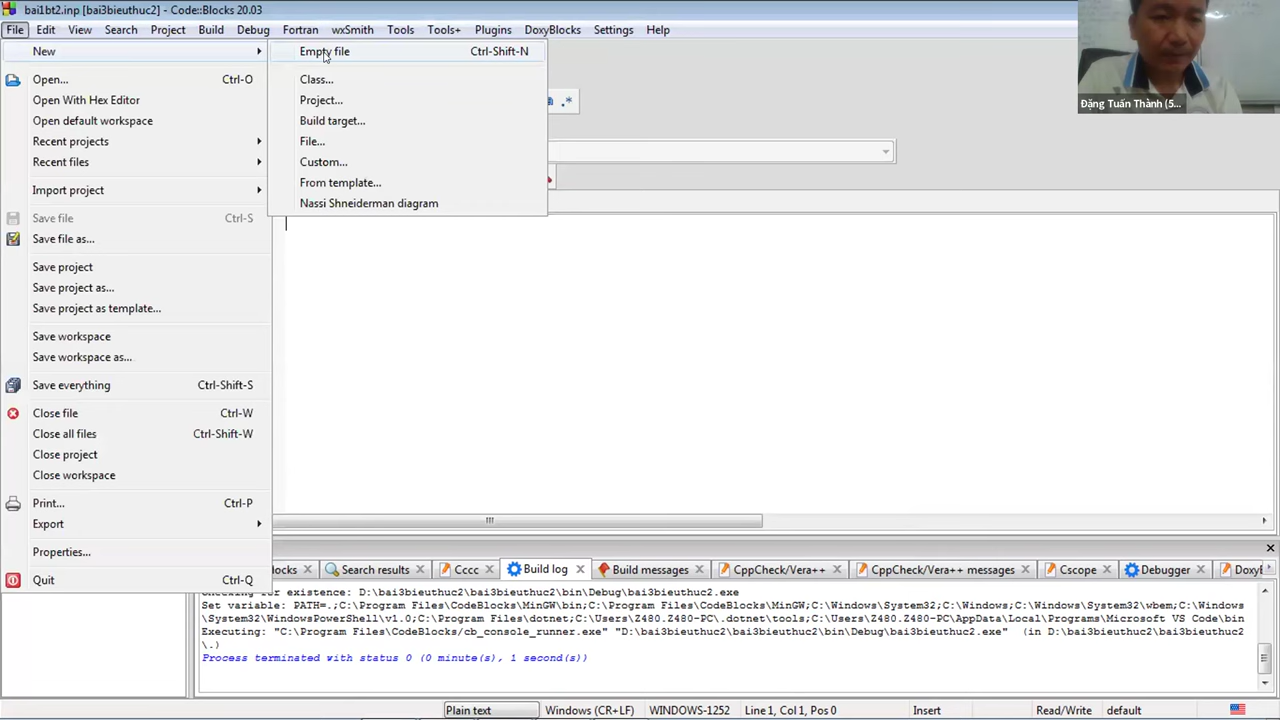 bai1bt2.inp [bai3bieuthuc2] - Code::Blocks 20.03
File Edit View Search Project Build Debug Fortran wxSmith Tools Tools+ Plugins DoxyBlocks Settings Help
New
Open... Ctrl-O
Open With Hex Editor
Open default workspace
Recent projects
Recent files
Import project
Save file Ctrl-S
Save file as...
Save project
Save project as...
Save project as template...
Save workspace
Save workspace as...
Save everything Ctrl-Shift-S
Close file Ctrl-W
Close all files Ctrl-Shift-W
Close project
Close workspace
Print... Ctrl-P
Export
Properties...
Quit Ctrl-Q
Empty file Ctrl-Shift-N
Class...
Project...
Build target...
File...
Custom...
From template...
Nassi Shneiderman diagram
.*
Đặng Tuấn Thành (5...
locks Search results Cccc Build log Build messages CppCheck/Vera++ CppCheck/Vera++ messages Cscope Debugger DoxyB
Checking for existence: D:\bai3bieuthuc2\bai3bieuthuc2\bin\Debug\bai3bieuthuc2.exe
Set variable: PATH=.;C:\Program Files\CodeBlocks\MinGW\bin;C:\Program Files\CodeBlocks\MinGW;C:\Windows\System32;C:\Windows;C:\Windows\System32\wbem;C:\Windows
\System32\WindowsPowerShell\v1.0;C:\Program Files\dotnet;C:\Users\Z480.Z480-PC\.dotnet\tools;C:\Users\Z480.Z480-PC\AppData\Local\Programs\Microsoft VS Code\bin
Executing: "C:\Program Files\CodeBlocks/cb_console_runner.exe" "D:\bai3bieuthuc2\bai3bieuthuc2\bin\Debug\bai3bieuthuc2.exe" (in D:\bai3bieuthuc2\bai3bieuthuc2
\.)
Process terminated with status 0 (0 minute(s), 1 second(s))
Plain text Windows (CR+LF) WINDOWS-1252 Line 1, Col 1, Pos 0 Insert Read/Write default